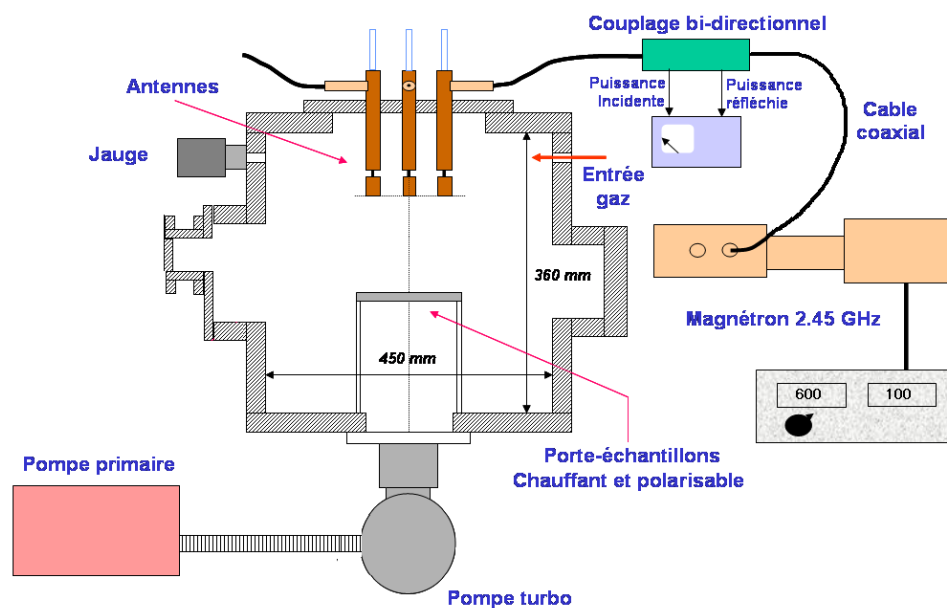 Couplage bi-directionnel
Puissance
Incidente
Puissance
réfléchie
Antennes
Cable
coaxial
Jauge
Entrée
gaz
360 mm
Magnétron 2.45 GHz
450 mm
600
100
Porte-échantillons
Chauffant et polarisable
Pompe primaire
Pompe turbo